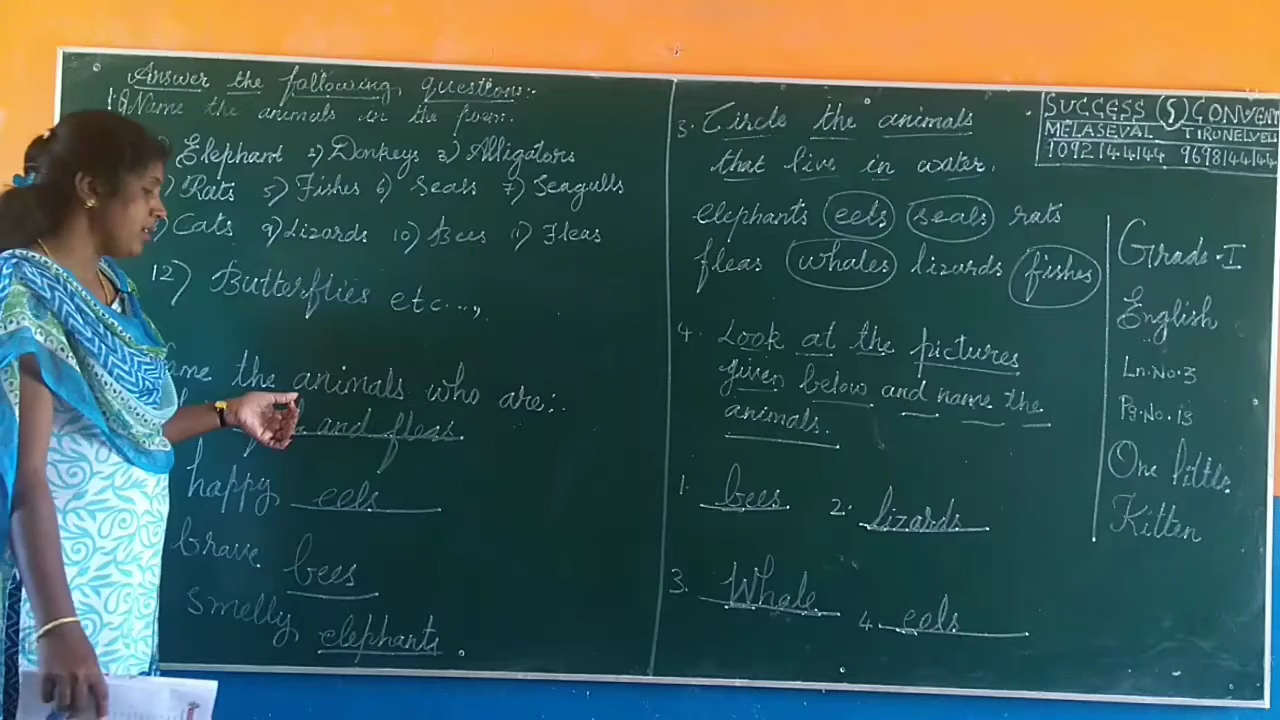 Answer the following questions:-
1. Name the animals in the poem.
Elephant 2) Donkeys 3) Alligators
Rats 5) Fishes 6) Seals 7) Seagulls
Cats 9) Lizards 10) Bees 11) Fleas
12) Butterflies etc...,
the animals who are:-
and fleas
happy eels
brave bees
smelly elephants.
3. Circle the animals
that live in water.
elephants eels seals rats
fleas whales lizards fishes
4. Look at the pictures
given below and name the
animals.
1. bees 2. lizards
3. Whale 4. eels
SUCCESS (S) CONVENT
MELASEVAL TIRUNELVELI
1092144144 9698144144
Grade - I
English
Ln. No. 3
Pg. No. 13
One little
Kitten